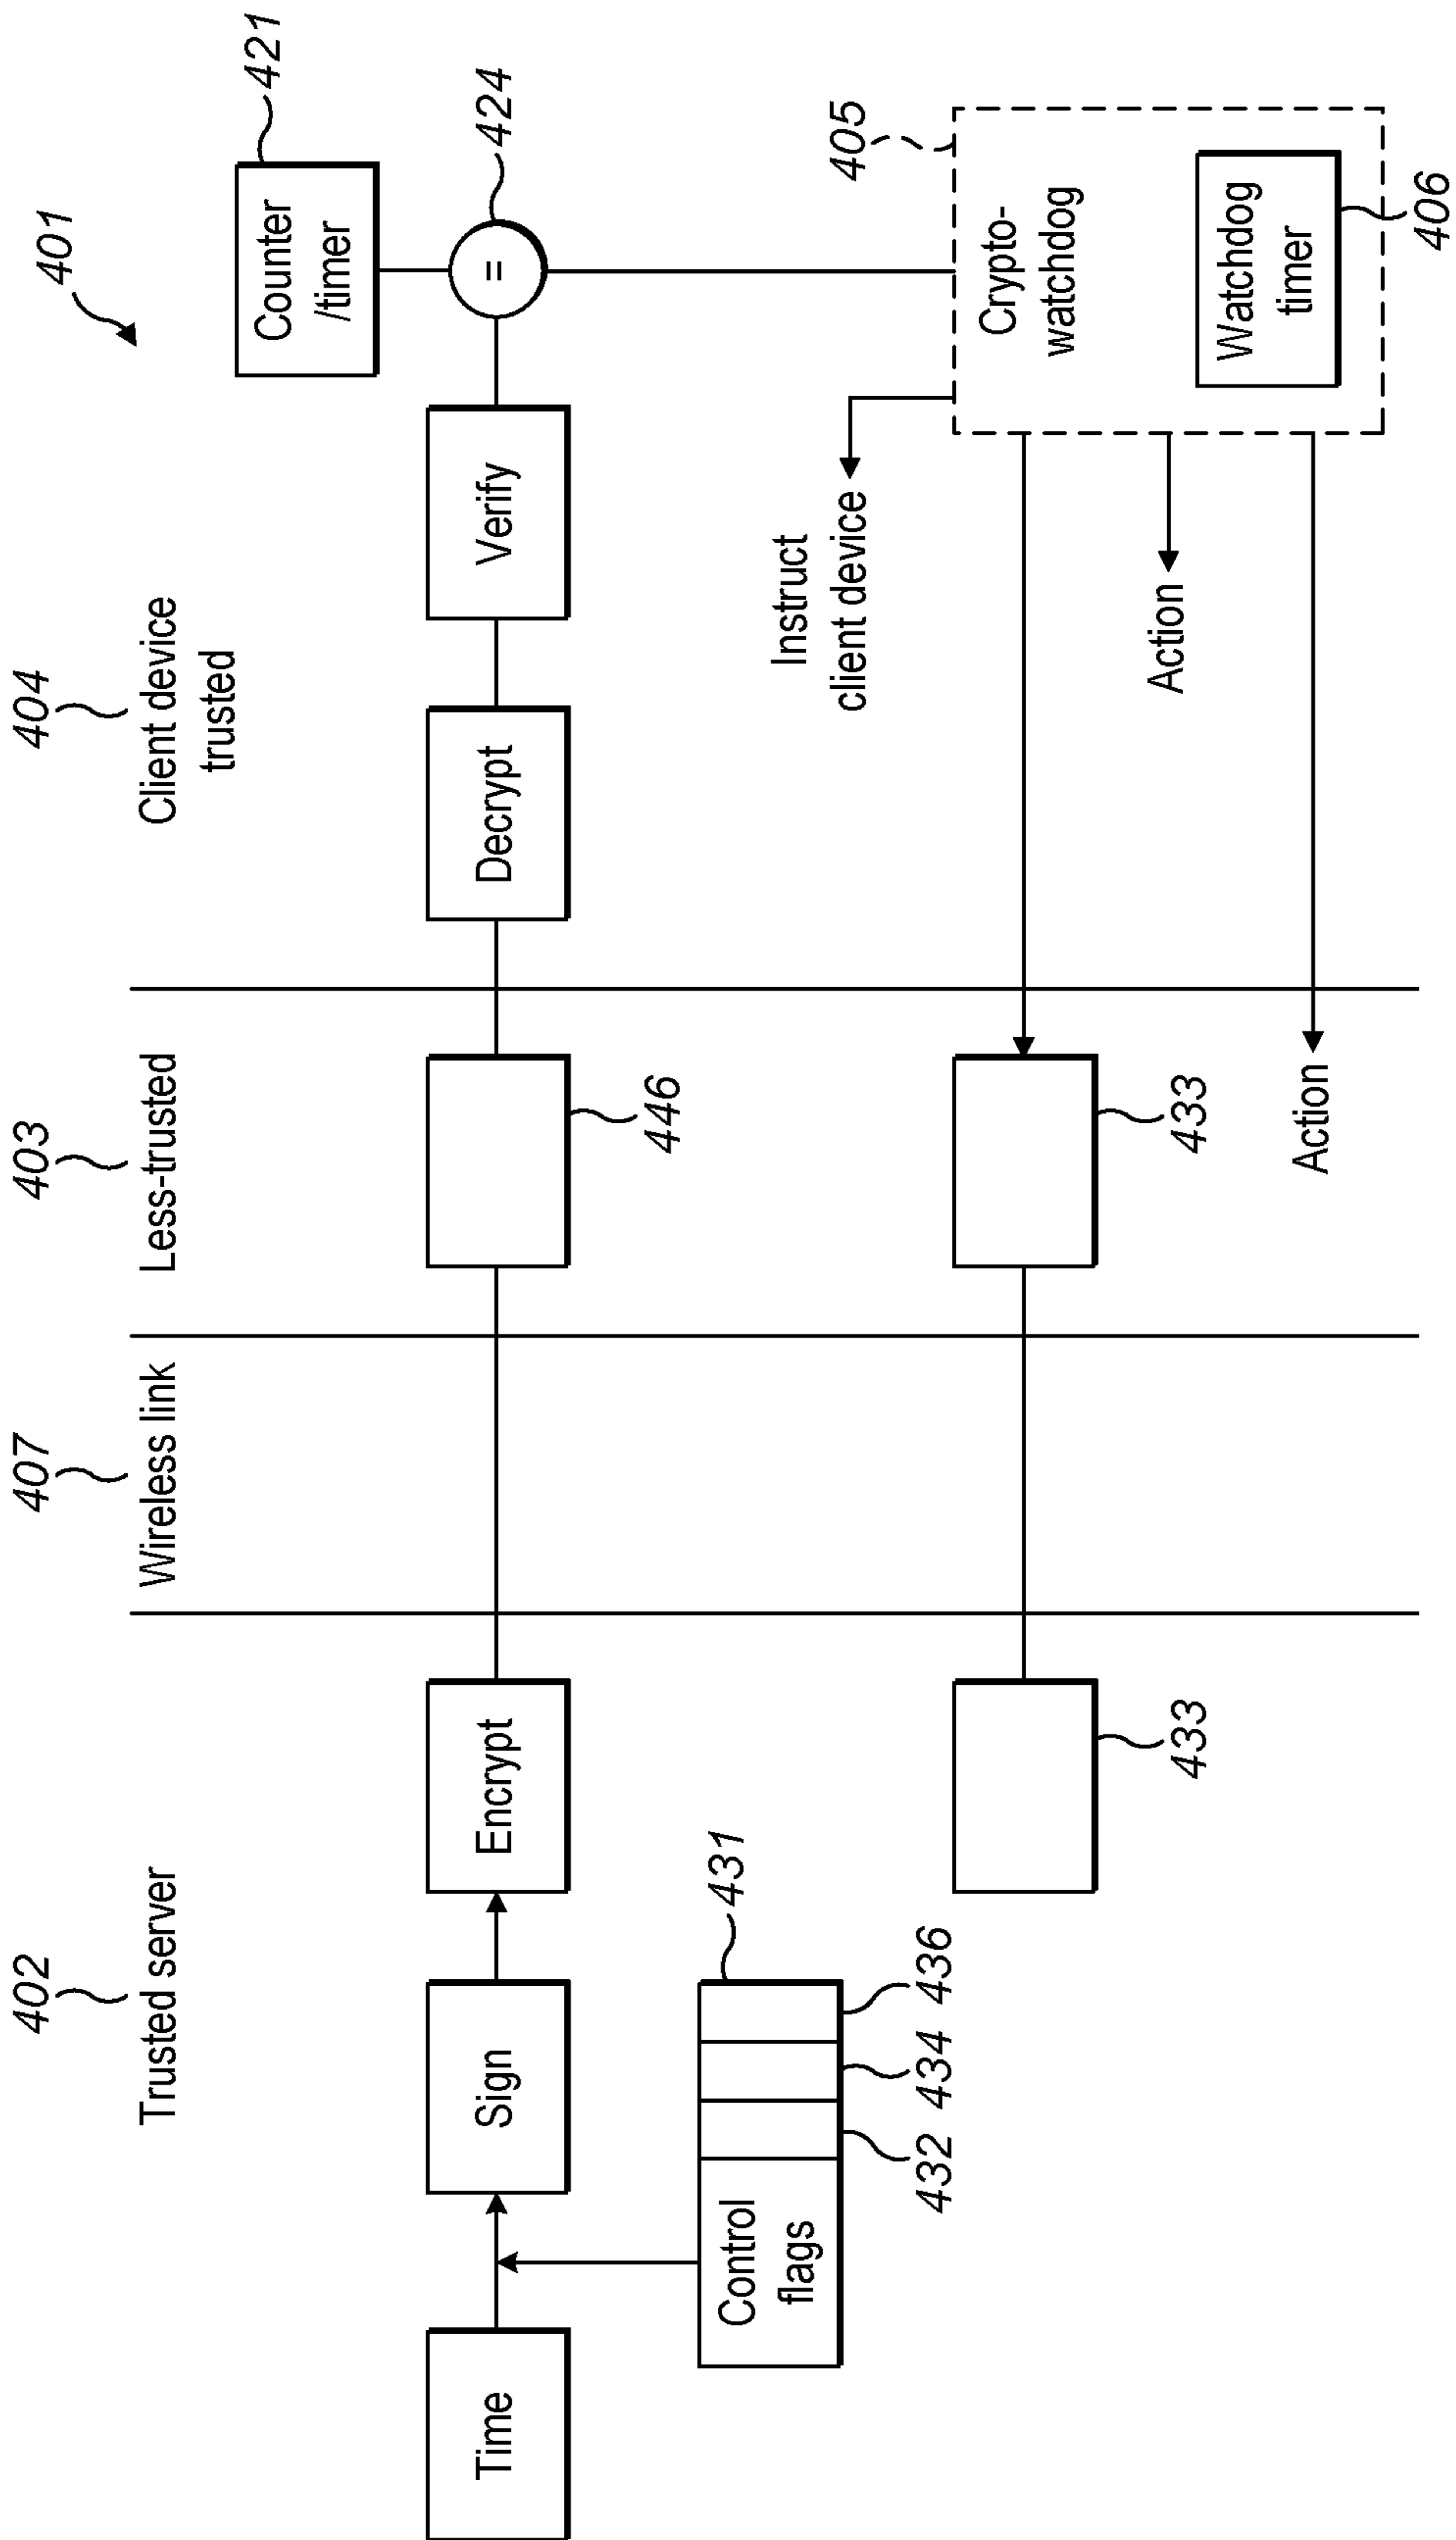 401
402
Trusted server
407
Wireless link
403
Less-trusted
404
Client device
trusted
Counter
/timer
421
Time
Sign
Encrypt
446
Decrypt
Verify
=
424
Control
flags
431
432
434
436
Instruct
client device
405
Crypto-
watchdog
433
433
Action
Action
Watchdog
timer
406